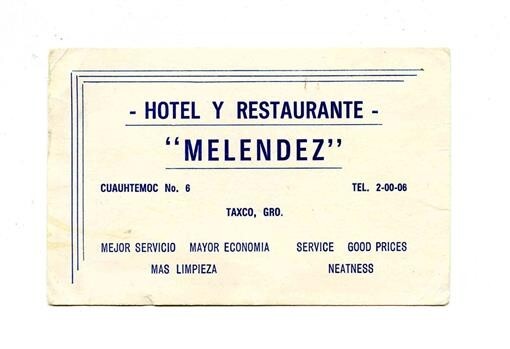 - HOTEL Y RESTAURANTE -
"MELENDEZ"
CUAUHTEMOC No. 6 TEL. 2-00-06
TAXCO, GRO.
MEJOR SERVICIO MAYOR ECONOMIA SERVICE GOOD PRICES
MAS LIMPIEZA NEATNESS